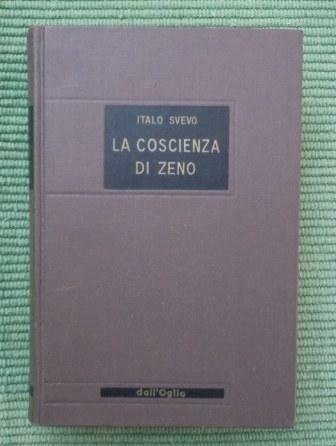 ITALO SVEVO
LA COSCIENZA
DI ZENO
dall'Oglio